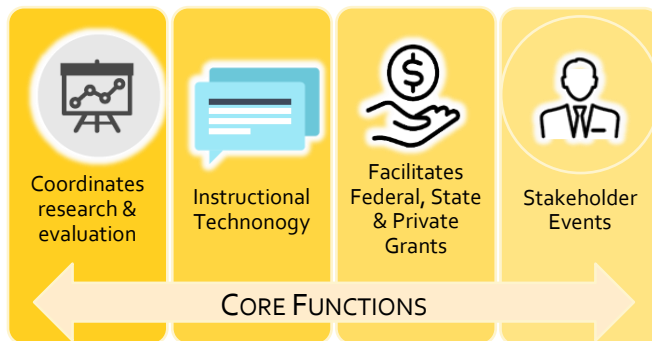 Coordinates
research &
evaluation
Instructional
Technonogy
$
Facilitates
Federal, State
& Private
Grants
Stakeholder
Events
CORE FUNCTIONS